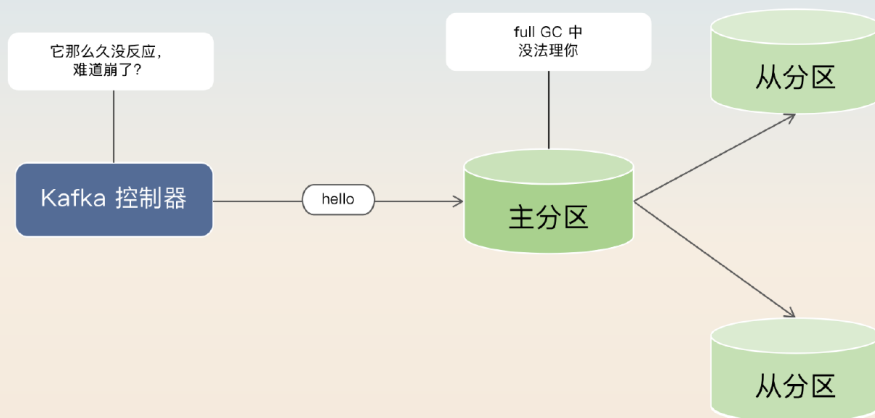 它那么久没反应，
难道崩了？
full GC 中
没法理你
从分区
Kafka 控制器
hello
主分区
从分区